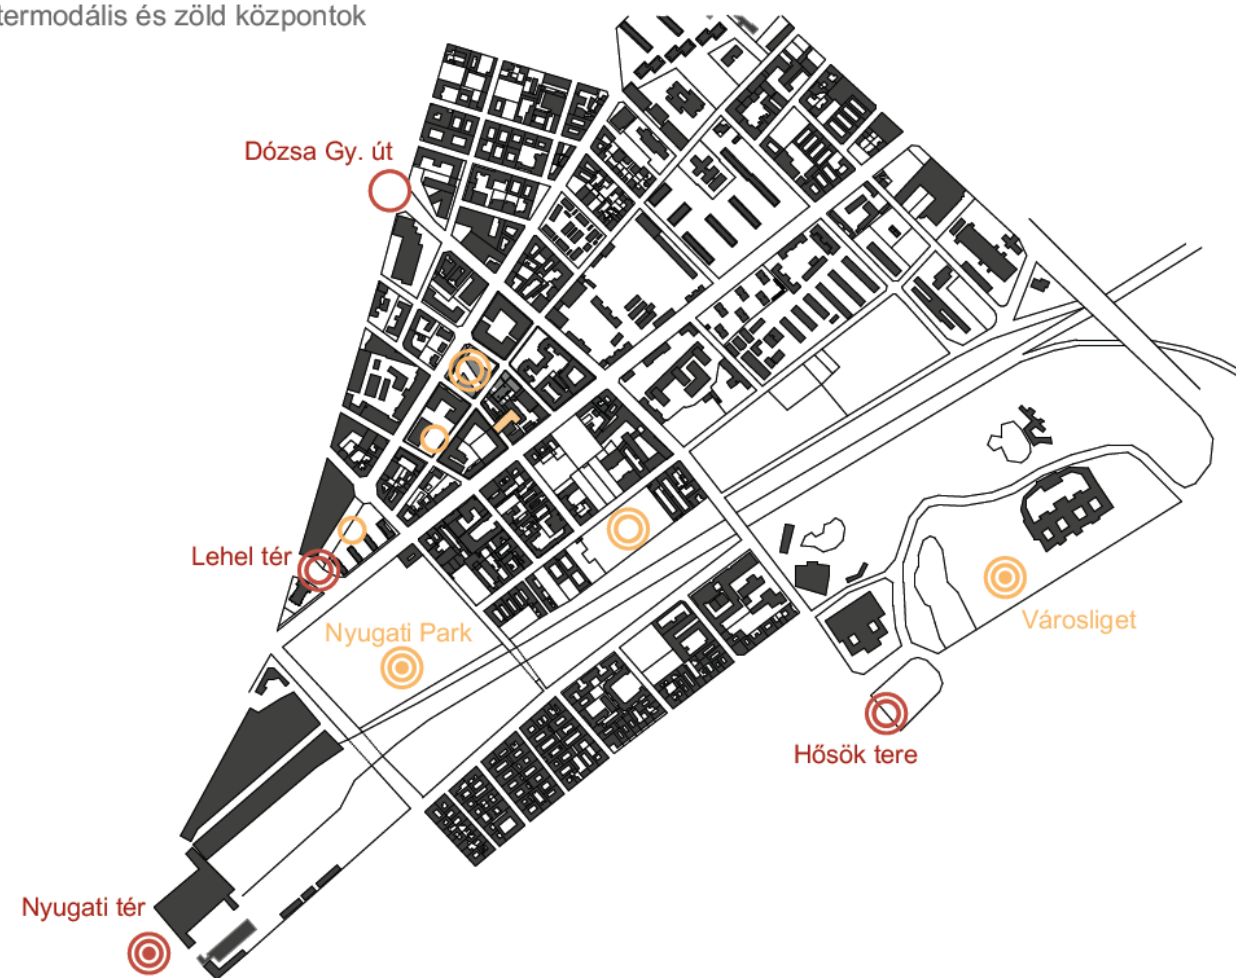 termodális és zöld központok
Dózsa Gy. út
Lehel tér
Nyugati Park
Városliget
Hősök tere
Nyugati tér